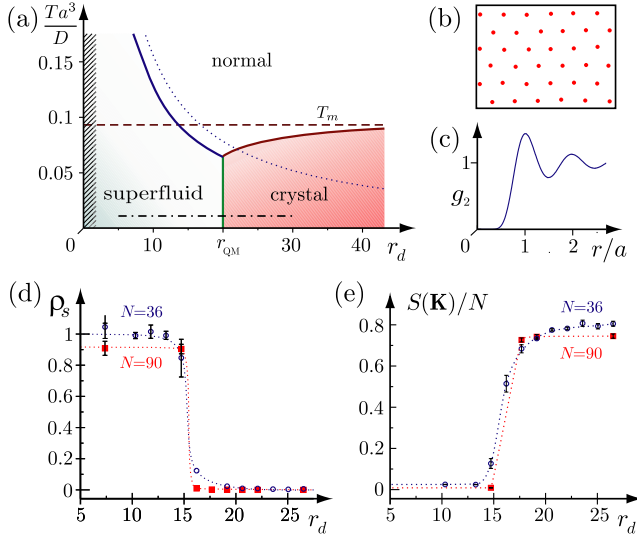 (a) Ta³/D
0.15
0.1
0.05
0
normal
Tₘ
superfluid
crystal
10
r_QM
30
40
r_d
(b)
(c)
1
g₂
0
1
2
r/a
(d)
ρₛ
N=36
N=90
1
0.8
0.6
0.4
0.2
0
5
10
15
20
25
r_d
(e)
S(K)/N
N=36
N=90
0.8
0.6
0.4
0.2
0
5
10
15
20
25
r_d